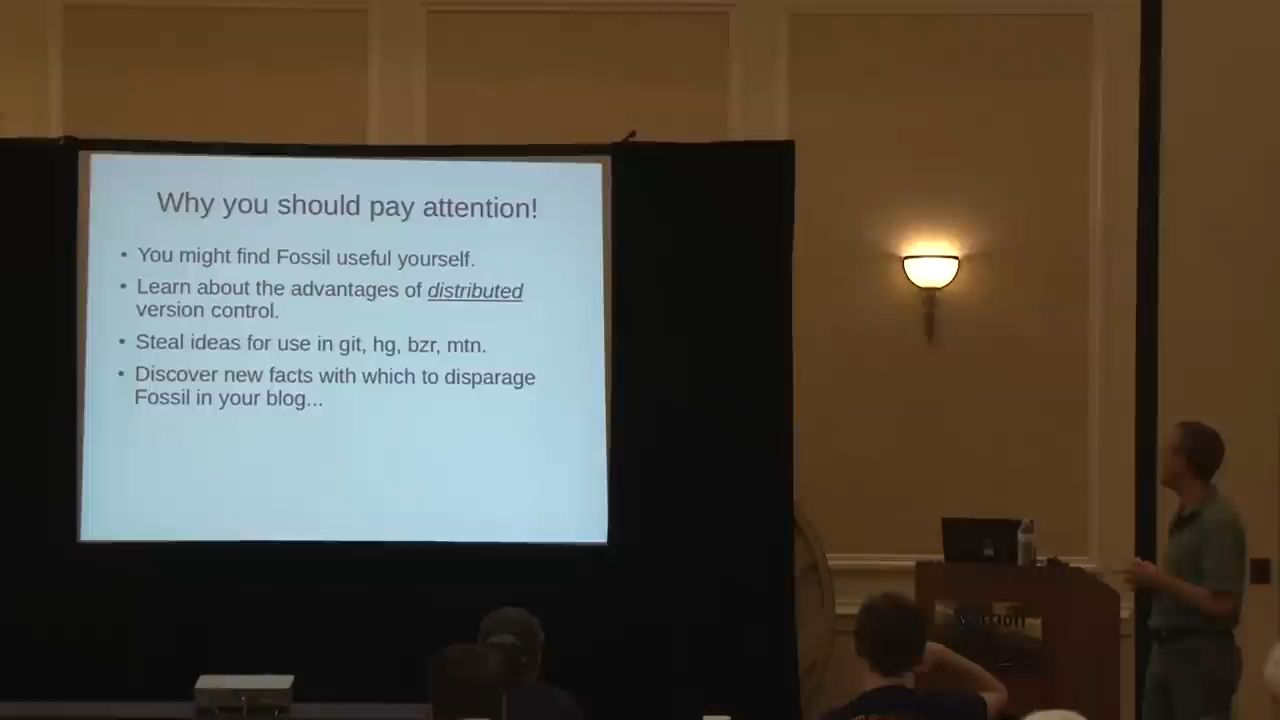 Why you should pay attention!
• You might find Fossil useful yourself.
• Learn about the advantages of distributed
version control.
• Steal ideas for use in git, hg, bzr, mtn.
• Discover new facts with which to disparage
Fossil in your blog...